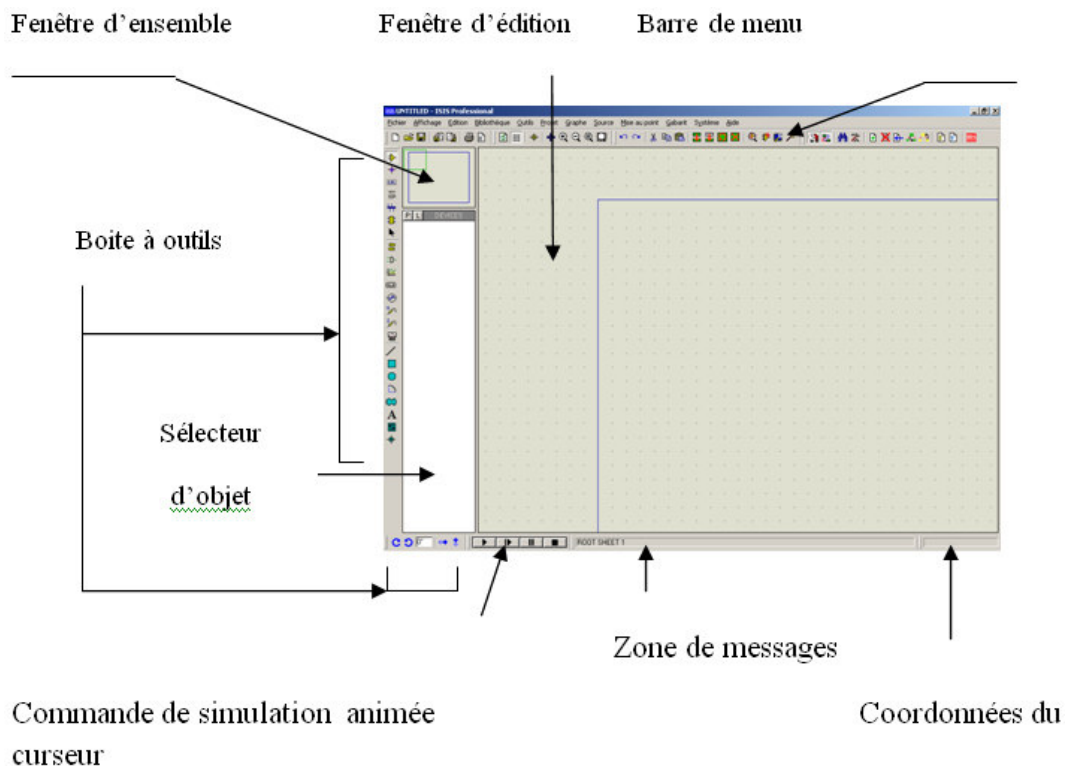 Fenêtre d'ensemble Fenêtre d'édition Barre de menu
UNTITLED - ISIS Professional
Fichier Affichage Edition Bibliothèque Outils Projet Graphe Source Mise au point Gabarit Système Aide
P L DEVICES
Boite à outils
A
Sélecteur
d'objet
ROOT SHEET 1
Zone de messages
Commande de simulation animée Coordonnées du
curseur